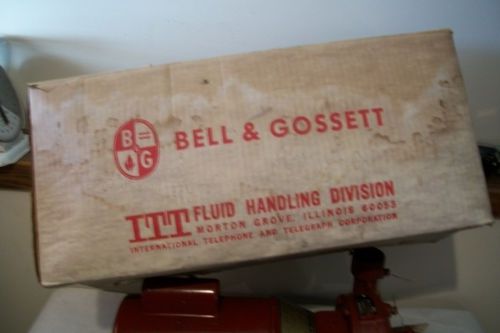 B
G
BELL & GOSSETT
ITT FLUID HANDLING DIVISION
MORTON GROVE, ILLINOIS 60053
INTERNATIONAL TELEPHONE AND TELEGRAPH CORPORATION